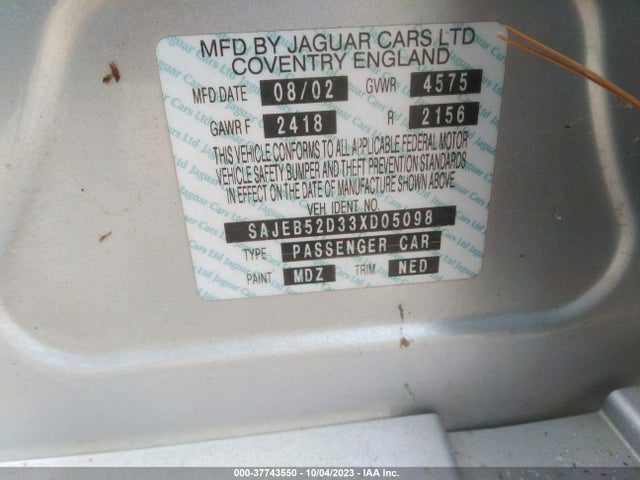 MFD BY JAGUAR CARS LTD
COVENTRY ENGLAND
MFD DATE 08/02 GVWR 4575
GAWR F 2418 R 2156
THIS VEHICLE CONFORMS TO ALL APPLICABLE FEDERAL MOTOR
VEHICLE SAFETY BUMPER AND THEFT PREVENTION STANDARDS
IN EFFECT ON THE DATE OF MANUFACTURE SHOWN ABOVE
VEH IDENT NO.
SAJEB52D33XD05098
TYPE PASSENGER CAR
PAINT MDZ TRIM NED
000-37743550 - 10/04/2023 - IAA Inc.